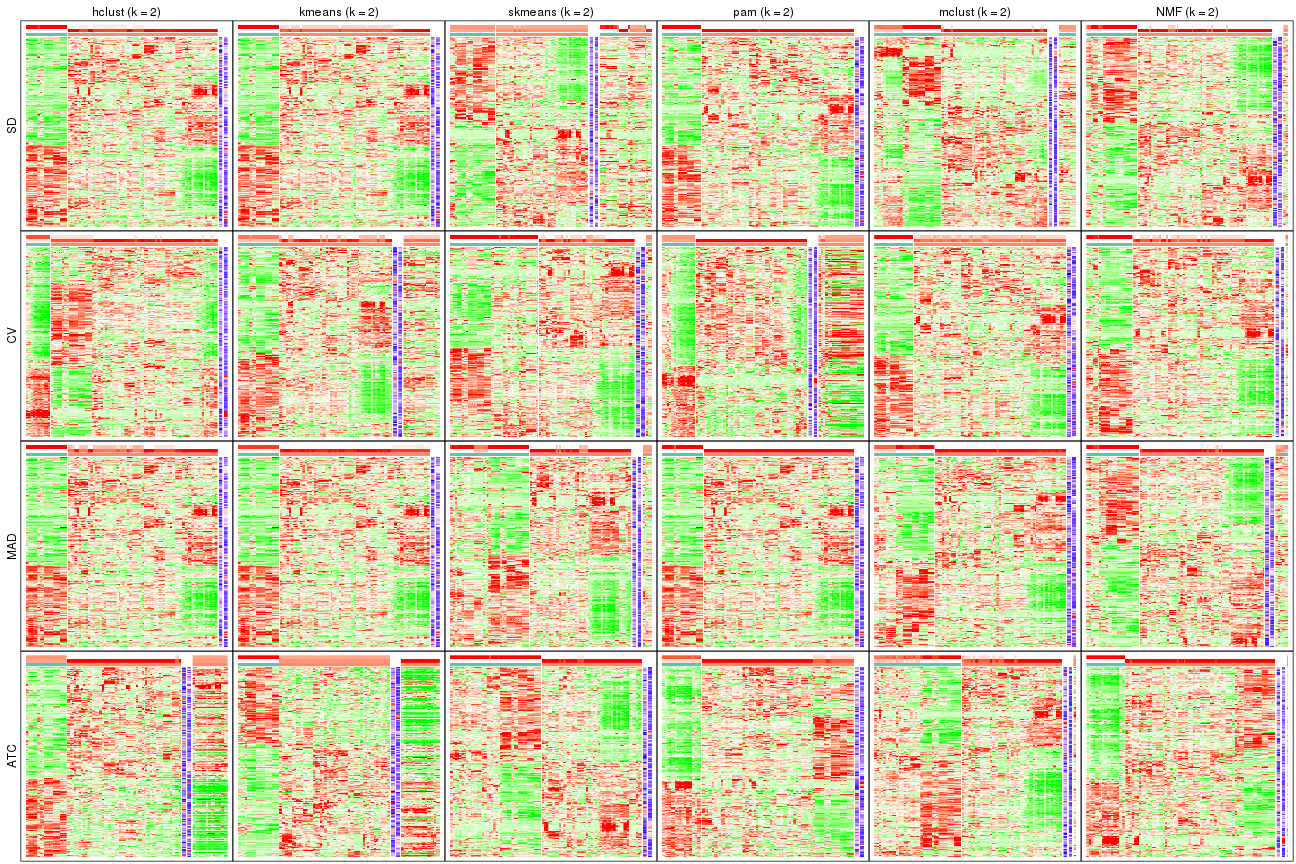 hclust (k = 2) kmeans (k = 2) skmeans (k = 2) pam (k = 2) mclust (k = 2) NMF (k = 2)
SD
CV
MAD
ATC